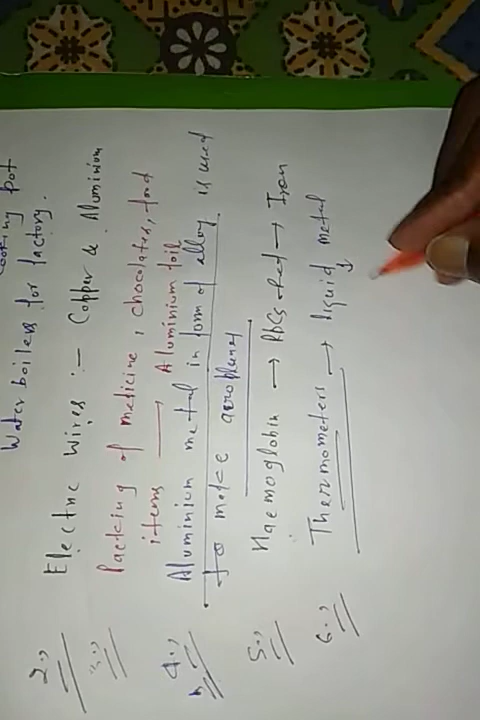 cooking pot
Water boilers for factory.
2.) Electric Wires :- Copper & Aluminium
3.) Packing of medicine, chocolates, food
items → Aluminium foil
4.) Aluminium metal in form of alloy is used
to make aeroplanes
5.) Haemoglobin → RBCs → Red → Iron
6.) Thermometers → liquid metal
↓